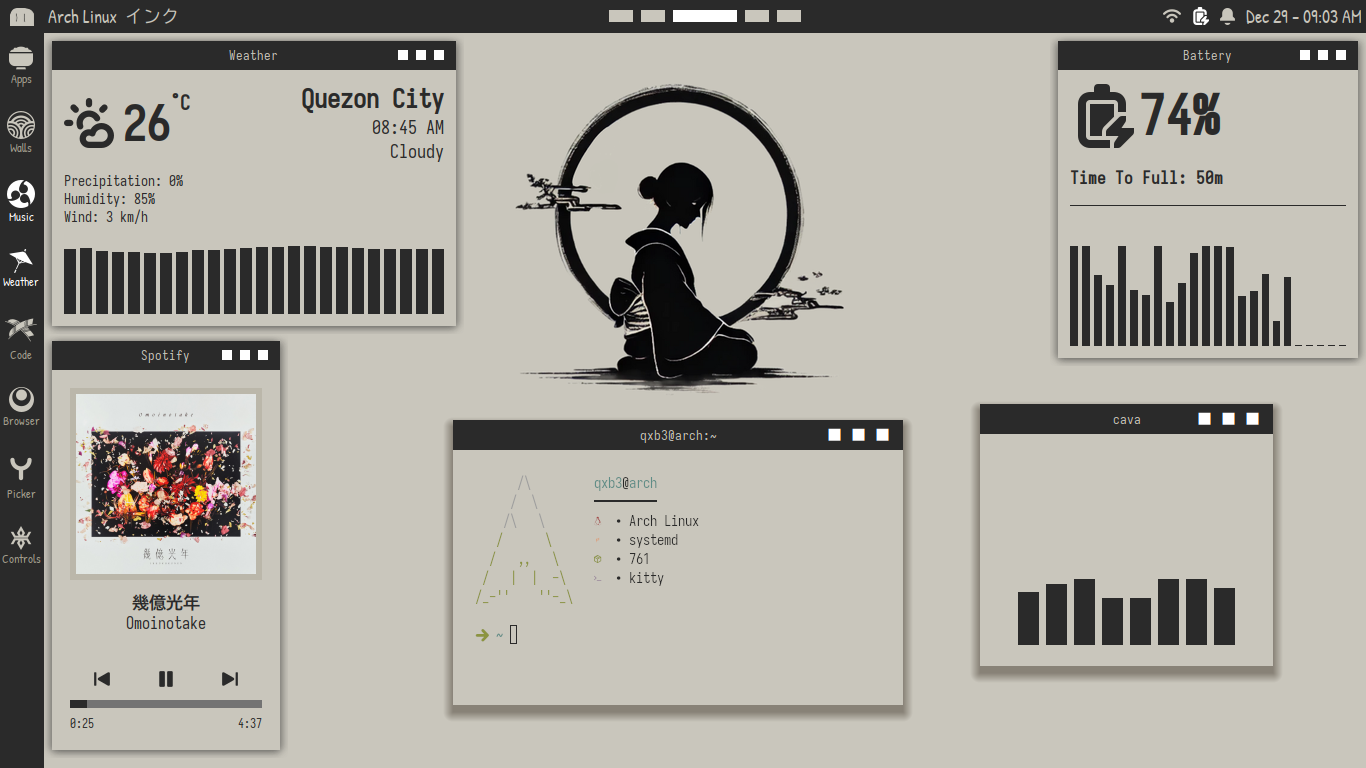 Arch Linux インク
Dec 29 - 09:03 AM
Apps
Walls
Music
Weather
Code
Browser
Picker
Controls
Weather
26 °C
Quezon City
08:45 AM
Cloudy
Precipitation: 0%
Humidity: 85%
Wind: 3 km/h
Battery
74%
Time To Full: 50m
Spotify
Omoinotake
幾億光年
幾億光年
Omoinotake
0:25
4:37
qxb3@arch:~
qxb3@arch
• Arch Linux
• systemd
• 761
• kitty
~
cava